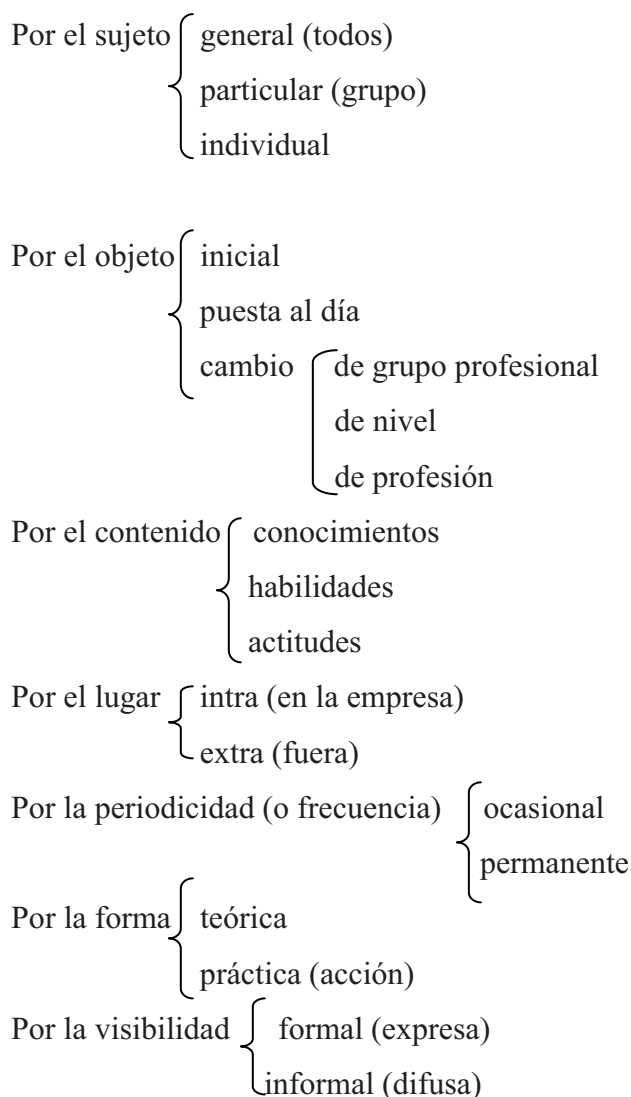 Por el sujeto general (todos)
particular (grupo)
individual
Por el objeto inicial
puesta al día
cambio de grupo profesional
de nivel
de profesión
Por el contenido conocimientos
habilidades
actitudes
Por el lugar intra (en la empresa)
extra (fuera)
Por la periodicidad (o frecuencia) ocasional
permanente
Por la forma teórica
práctica (acción)
Por la visibilidad formal (expresa)
informal (difusa)